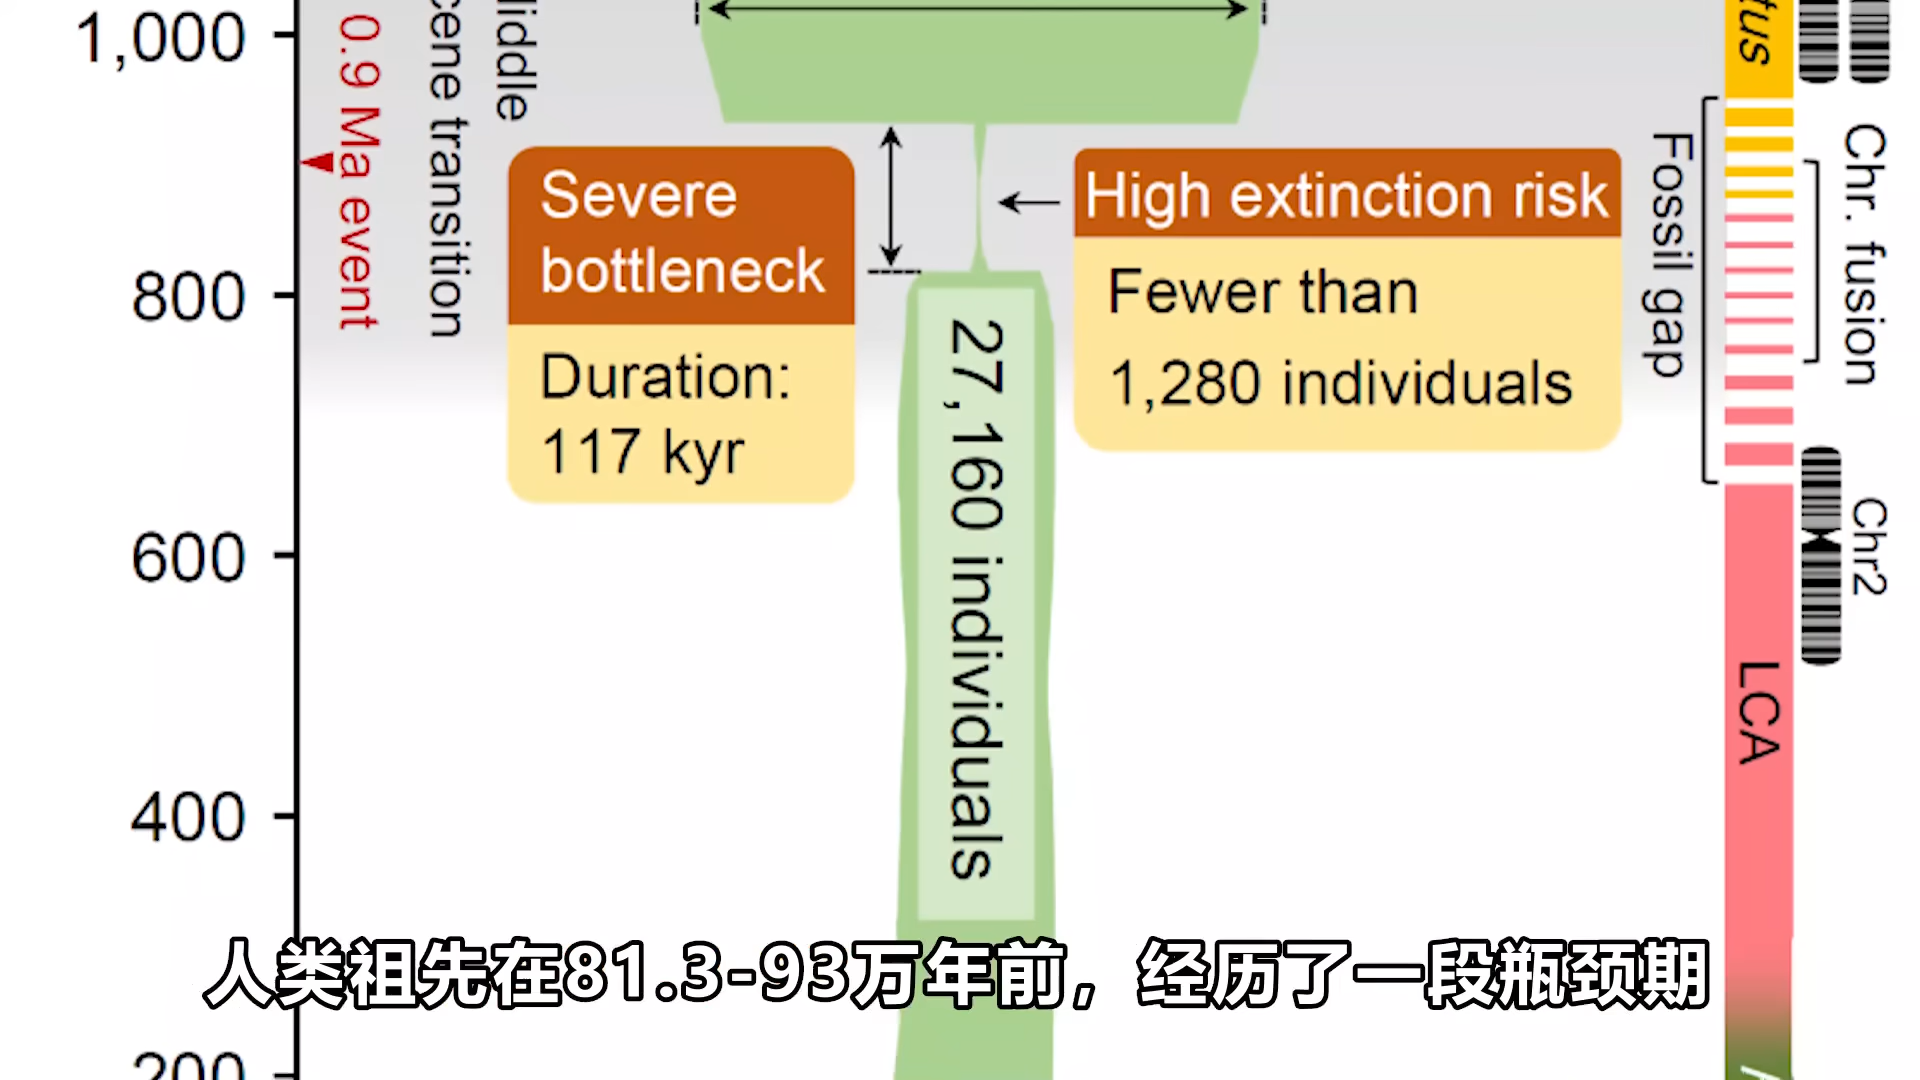 1,000
800
600
400
200
0.9 Ma event
cene transition
iddle
Severe
bottleneck
Duration:
117 kyr
27,160 individuals
High extinction risk
Fewer than
1,280 individuals
Fossil gap
tus
Chr. fusion
Chr2
LCA
人类祖先在81.3-93万年前，经历了一段瓶颈期